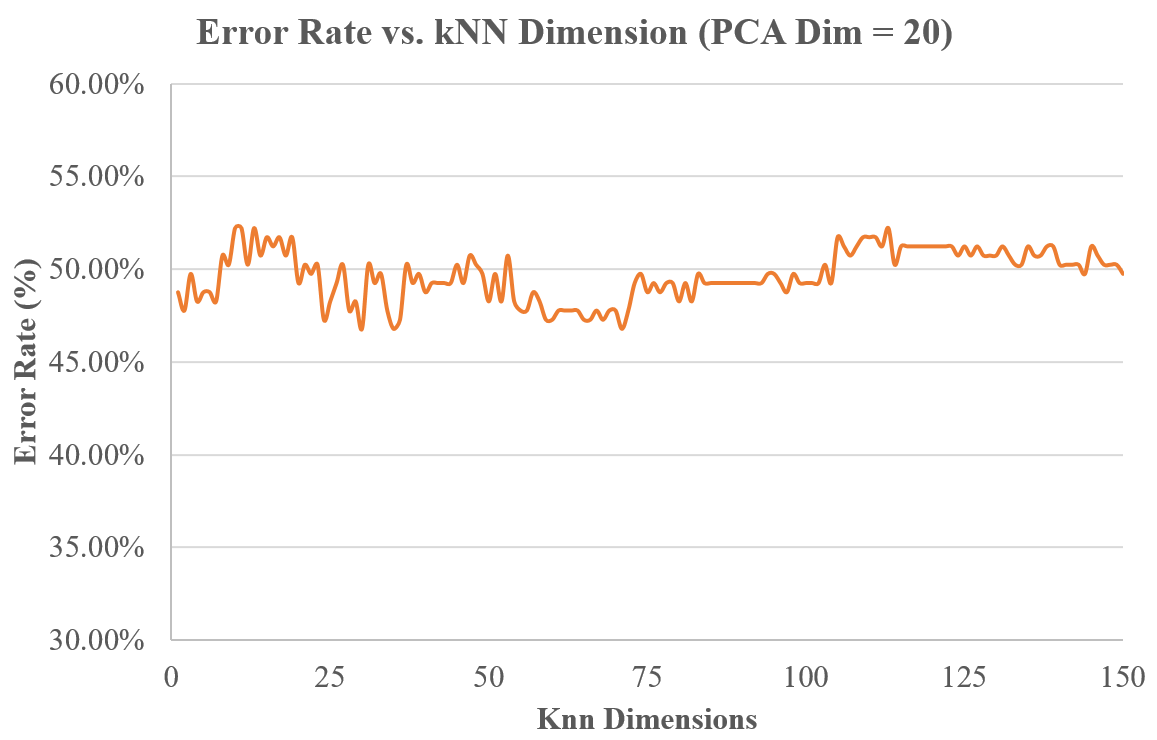 Error Rate vs. kNN Dimension (PCA Dim = 20)
60.00%
55.00%
50.00%
45.00%
40.00%
35.00%
30.00%
Error Rate (%)
0 25 50 75 100 125 150
Knn Dimensions